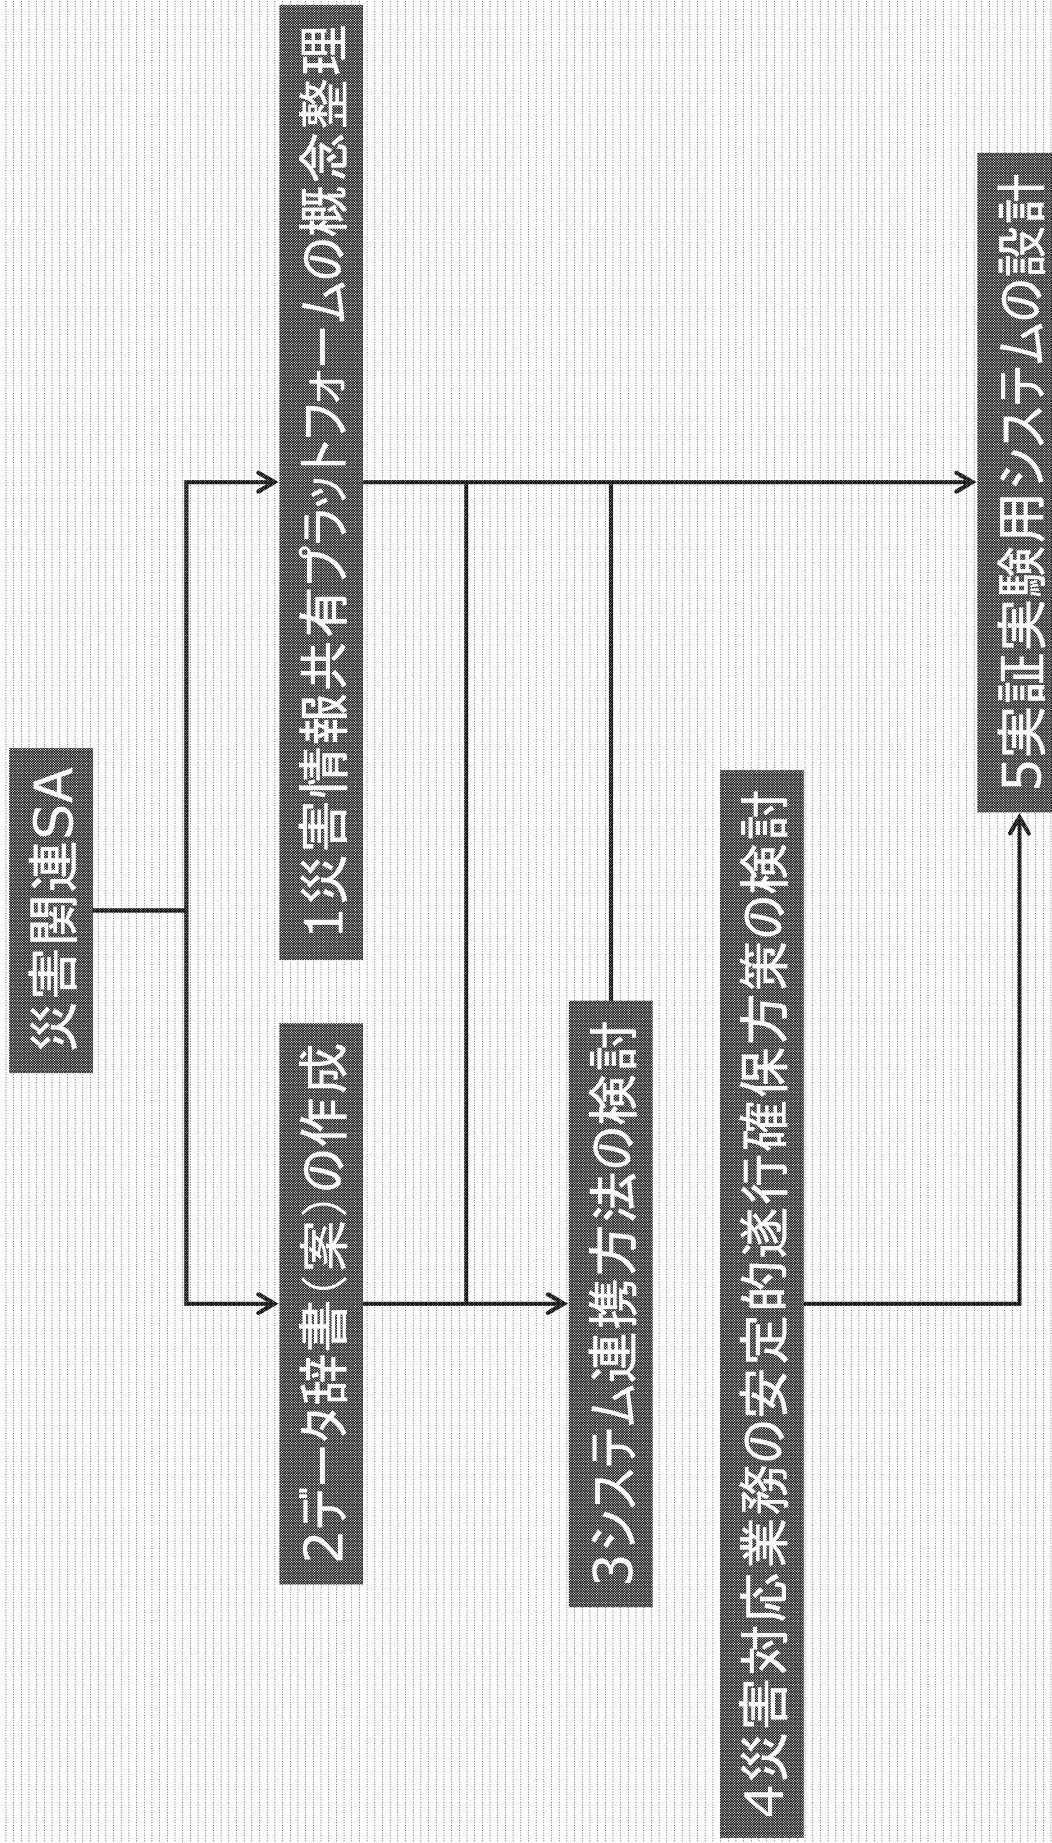 災害関連SA
1災害情報共有プラットフォームの概念整理
2データ辞書（案）の作成
3システム連携方法の検討
4災害対応業務の安定的遂行確保方策の検討
5実証実験用システムの設計